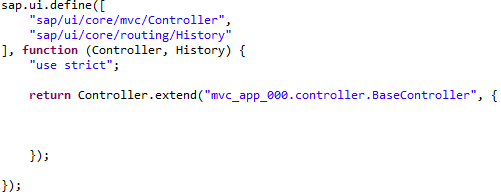 sap.ui.define([
    "sap/ui/core/mvc/Controller",
    "sap/ui/core/routing/History"
], function (Controller, History) {
    "use strict";
    return Controller.extend("mvc_app_000.controller.BaseController", {
    });
});